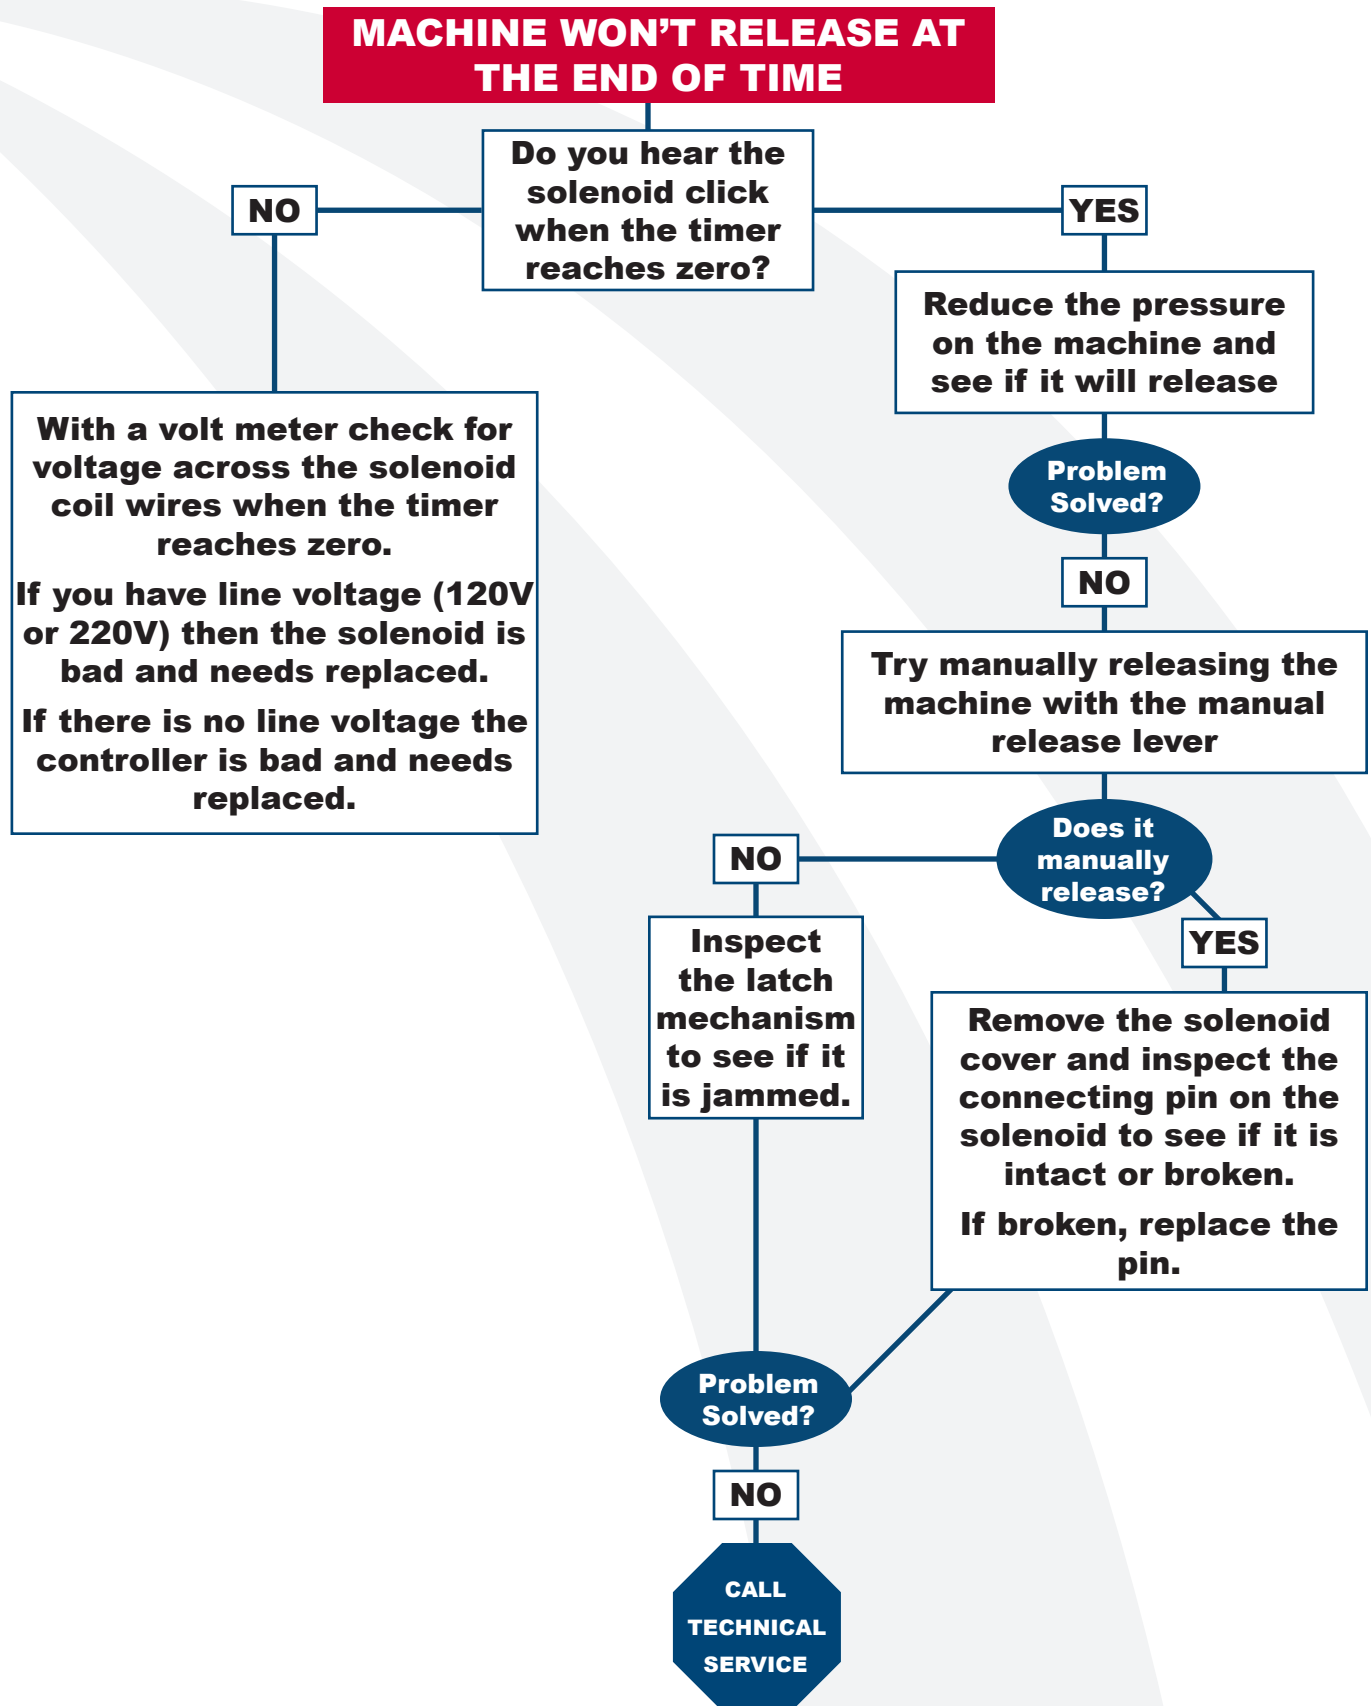 MACHINE WON'T RELEASE AT
THE END OF TIME
Do you hear the
solenoid click
when the timer
reaches zero?
NO
YES
With a volt meter check for
voltage across the solenoid
coil wires when the timer
reaches zero.
If you have line voltage (120V
or 220V) then the solenoid is
bad and needs replaced.
If there is no line voltage the
controller is bad and needs
replaced.
Reduce the pressure
on the machine and
see if it will release
Problem
Solved?
NO
Try manually releasing the
machine with the manual
release lever
Does it
manually
release?
NO
YES
Inspect
the latch
mechanism
to see if it
is jammed.
Remove the solenoid
cover and inspect the
connecting pin on the
solenoid to see if it is
intact or broken.
If broken, replace the
pin.
Problem
Solved?
NO
CALL
TECHNICAL
SERVICE